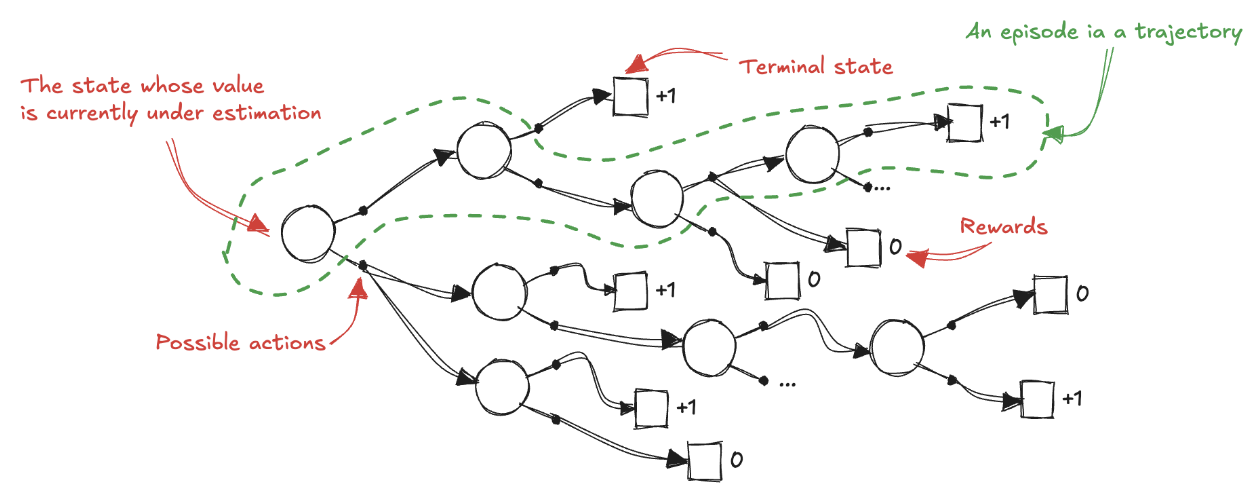 An episode ia a trajectory
Terminal state
The state whose value
is currently under estimation
+1
+1
...
Rewards
0
0
+1
0
Possible actions
...
+1
+1
0